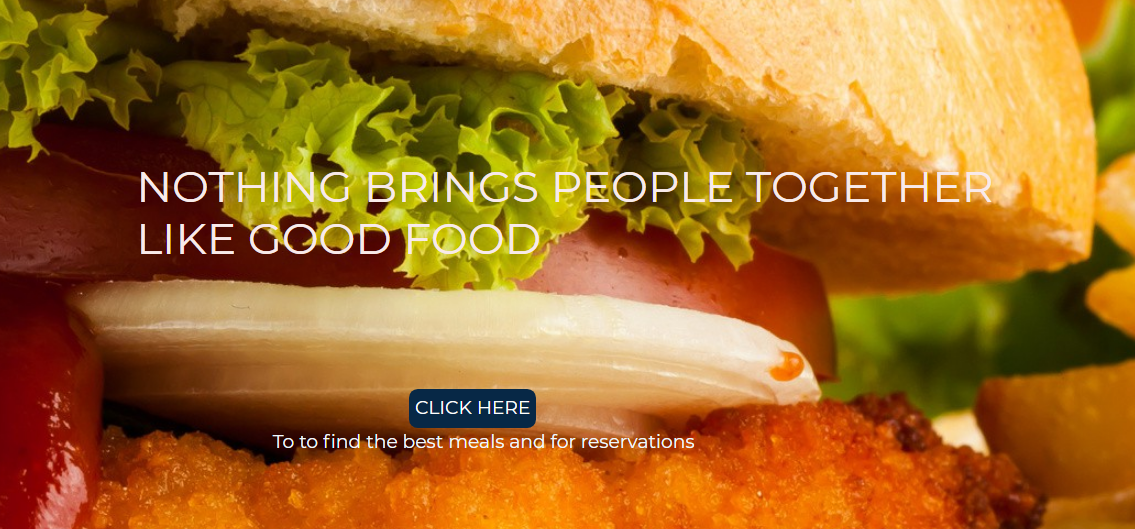 NOTHING BRINGS PEOPLE TOGETHER
LIKE GOOD FOOD
CLICK HERE
To to find the best meals and for reservations